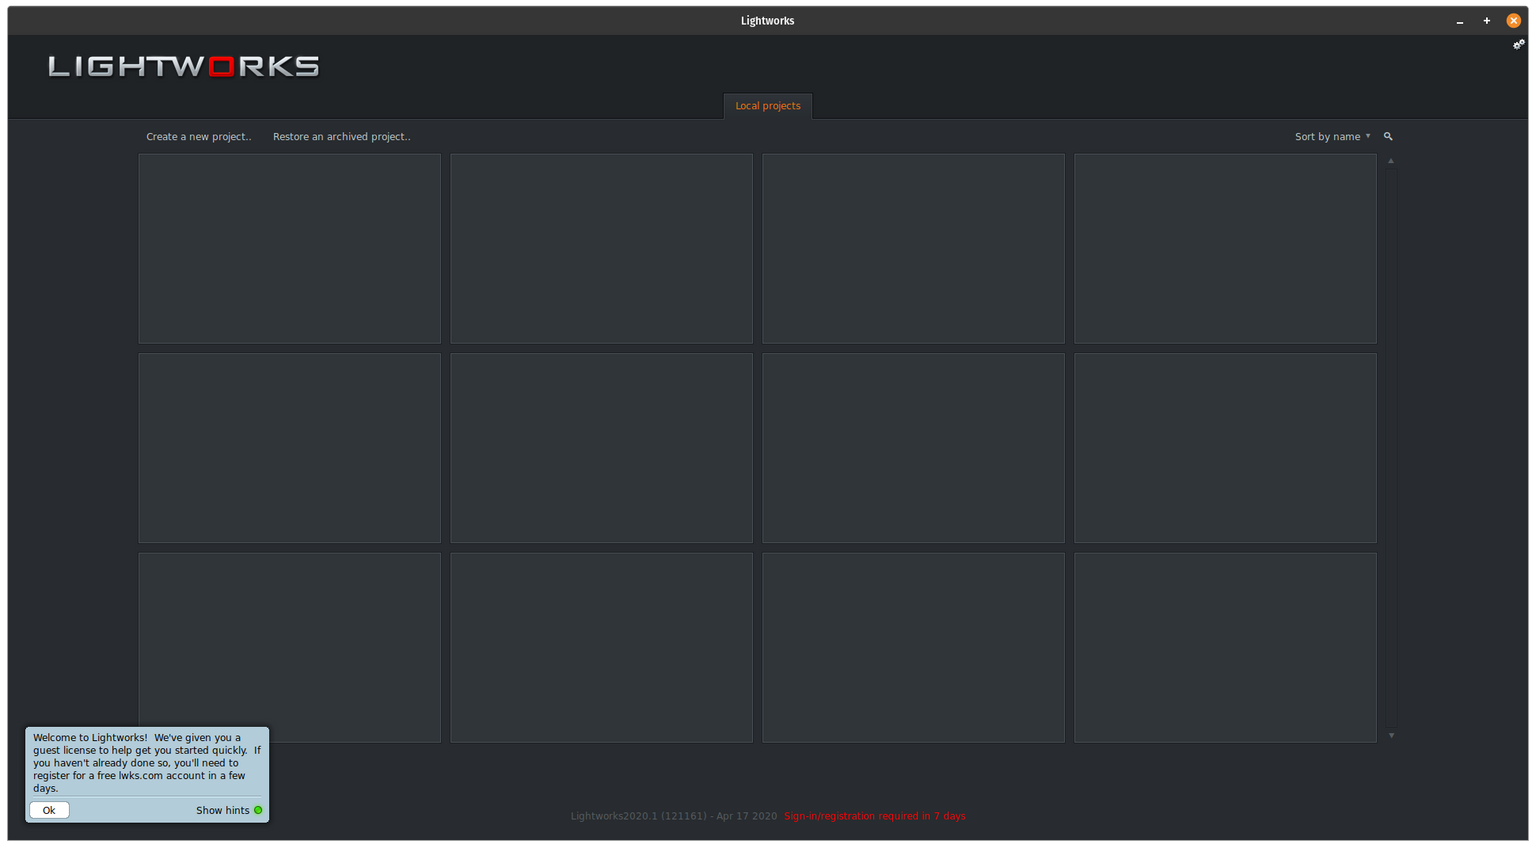 Lightworks
LIGHTWORKS
Local projects
Create a new project.. Restore an archived project.. Sort by name
Welcome to Lightworks!  We've given you a
guest license to help get you started quickly.  If
you haven't already done so, you'll need to
register for a free lwks.com account in a few
days.
Ok Show hints
Lightworks2020.1 (121161) - Apr 17 2020 Sign-in/registration required in 7 days